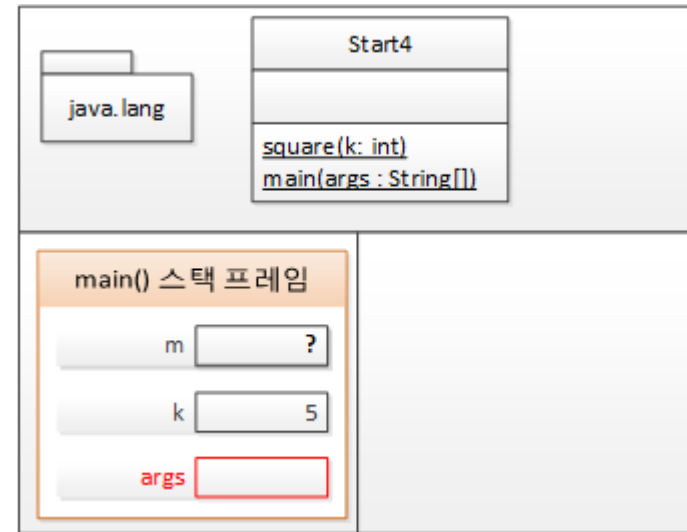 java.lang
Start4
square(k: int)
main(args : String[])
main() 스택 프레임
m ?
k 5
args